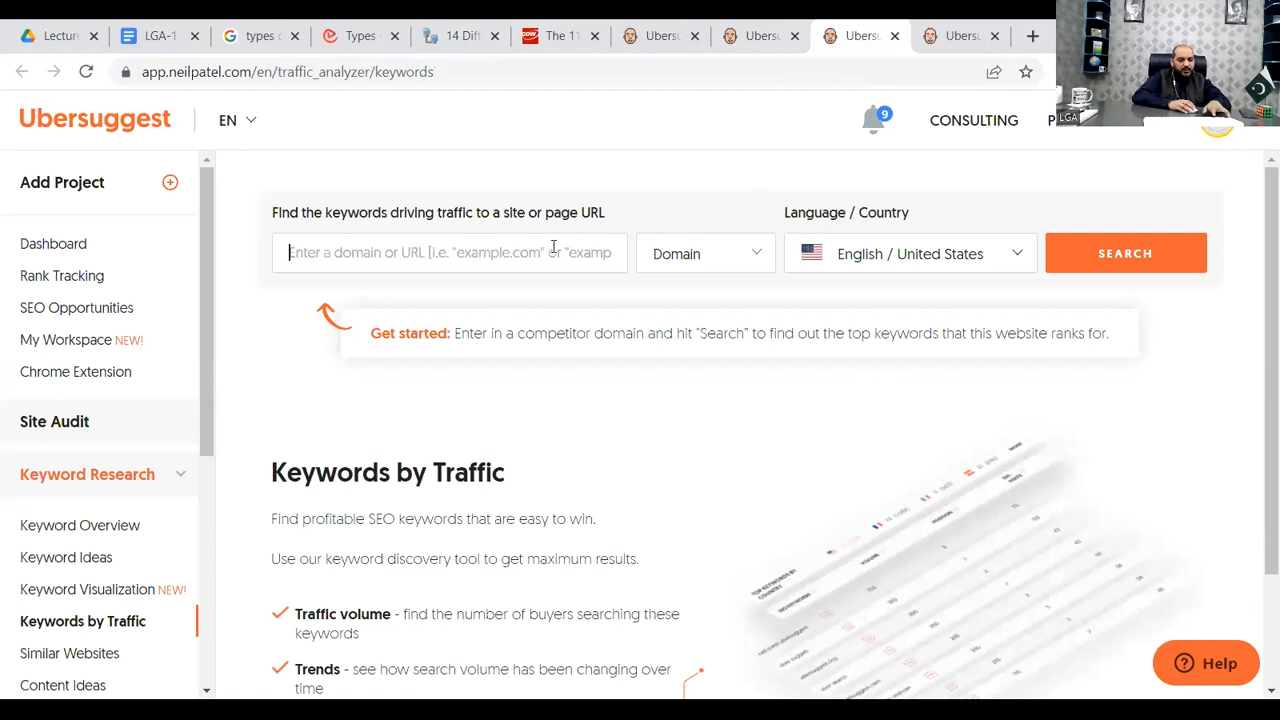 Lecture
LGA-1
types c
Types
14 Diff
The 11
Ubers
Ubers
Ubers
Ubers
app.neilpatel.com/en/traffic_analyzer/keywords
LGA
Ubersuggest
EN
9
CONSULTING
Add Project
Dashboard
Rank Tracking
SEO Opportunities
My Workspace NEW!
Chrome Extension
Site Audit
Keyword Research
Keyword Overview
Keyword Ideas
Keyword Visualization NEW!
Keywords by Traffic
Similar Websites
Content Ideas
Find the keywords driving traffic to a site or page URL
Language / Country
Enter a domain or URL (i.e. "example.com" or "examp
Domain
English / United States
SEARCH
Get started: Enter in a competitor domain and hit "Search" to find out the top keywords that this website ranks for.
Keywords by Traffic
Find profitable SEO keywords that are easy to win.
Use our keyword discovery tool to get maximum results.
Traffic volume - find the number of buyers searching these
keywords
Trends - see how search volume has been changing over
time
Help